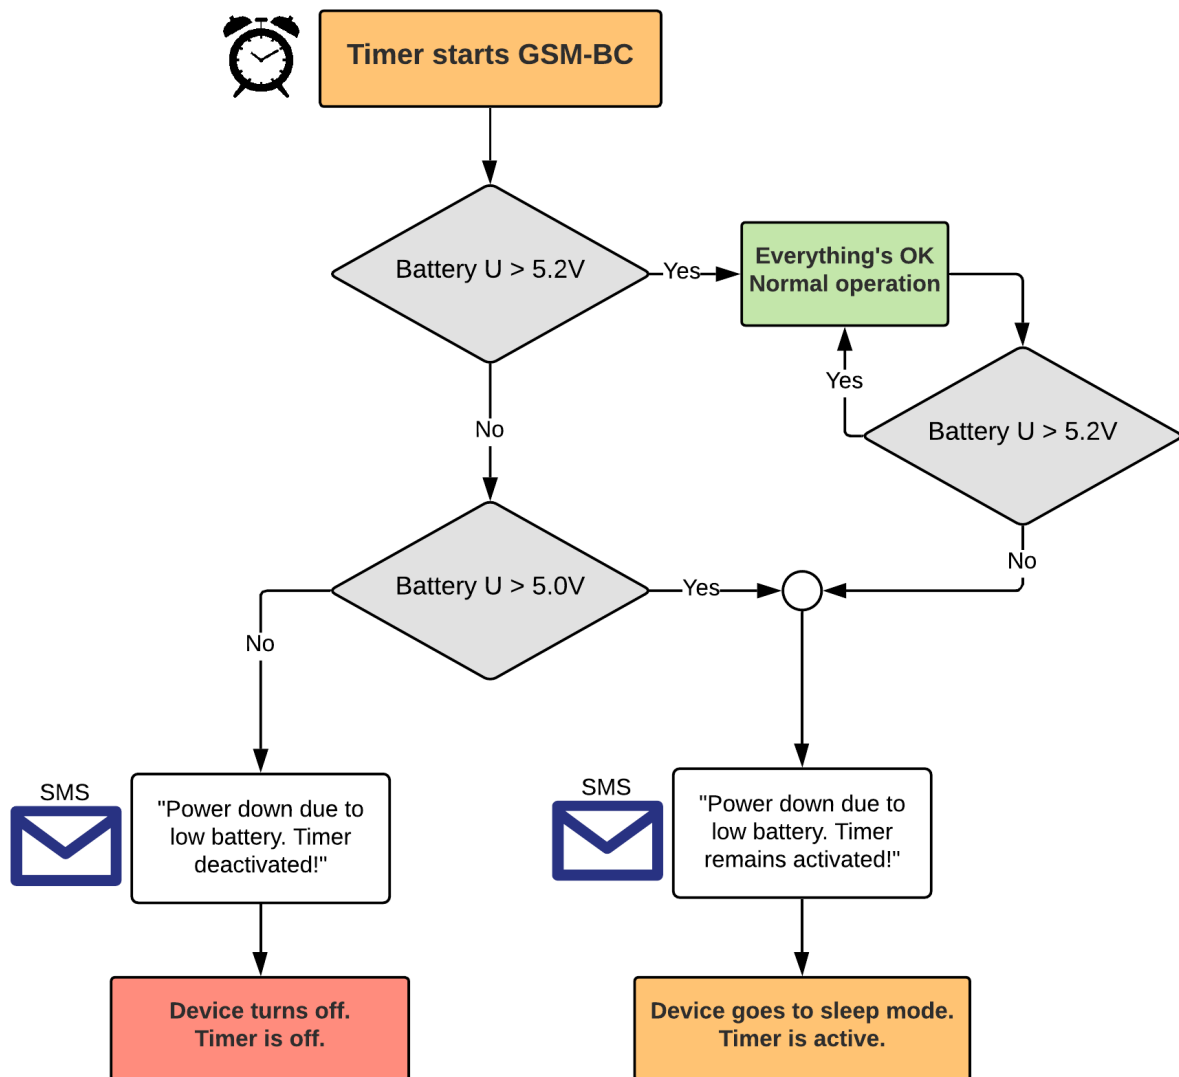 Timer starts GSM-BC
Battery U > 5.2V
Yes
Everything's OK
Normal operation
Yes
Battery U > 5.2V
No
No
Battery U > 5.0V
Yes
No
SMS
"Power down due to
low battery. Timer
deactivated!"
SMS
"Power down due to
low battery. Timer
remains activated!"
Device turns off.
Timer is off.
Device goes to sleep mode.
Timer is active.